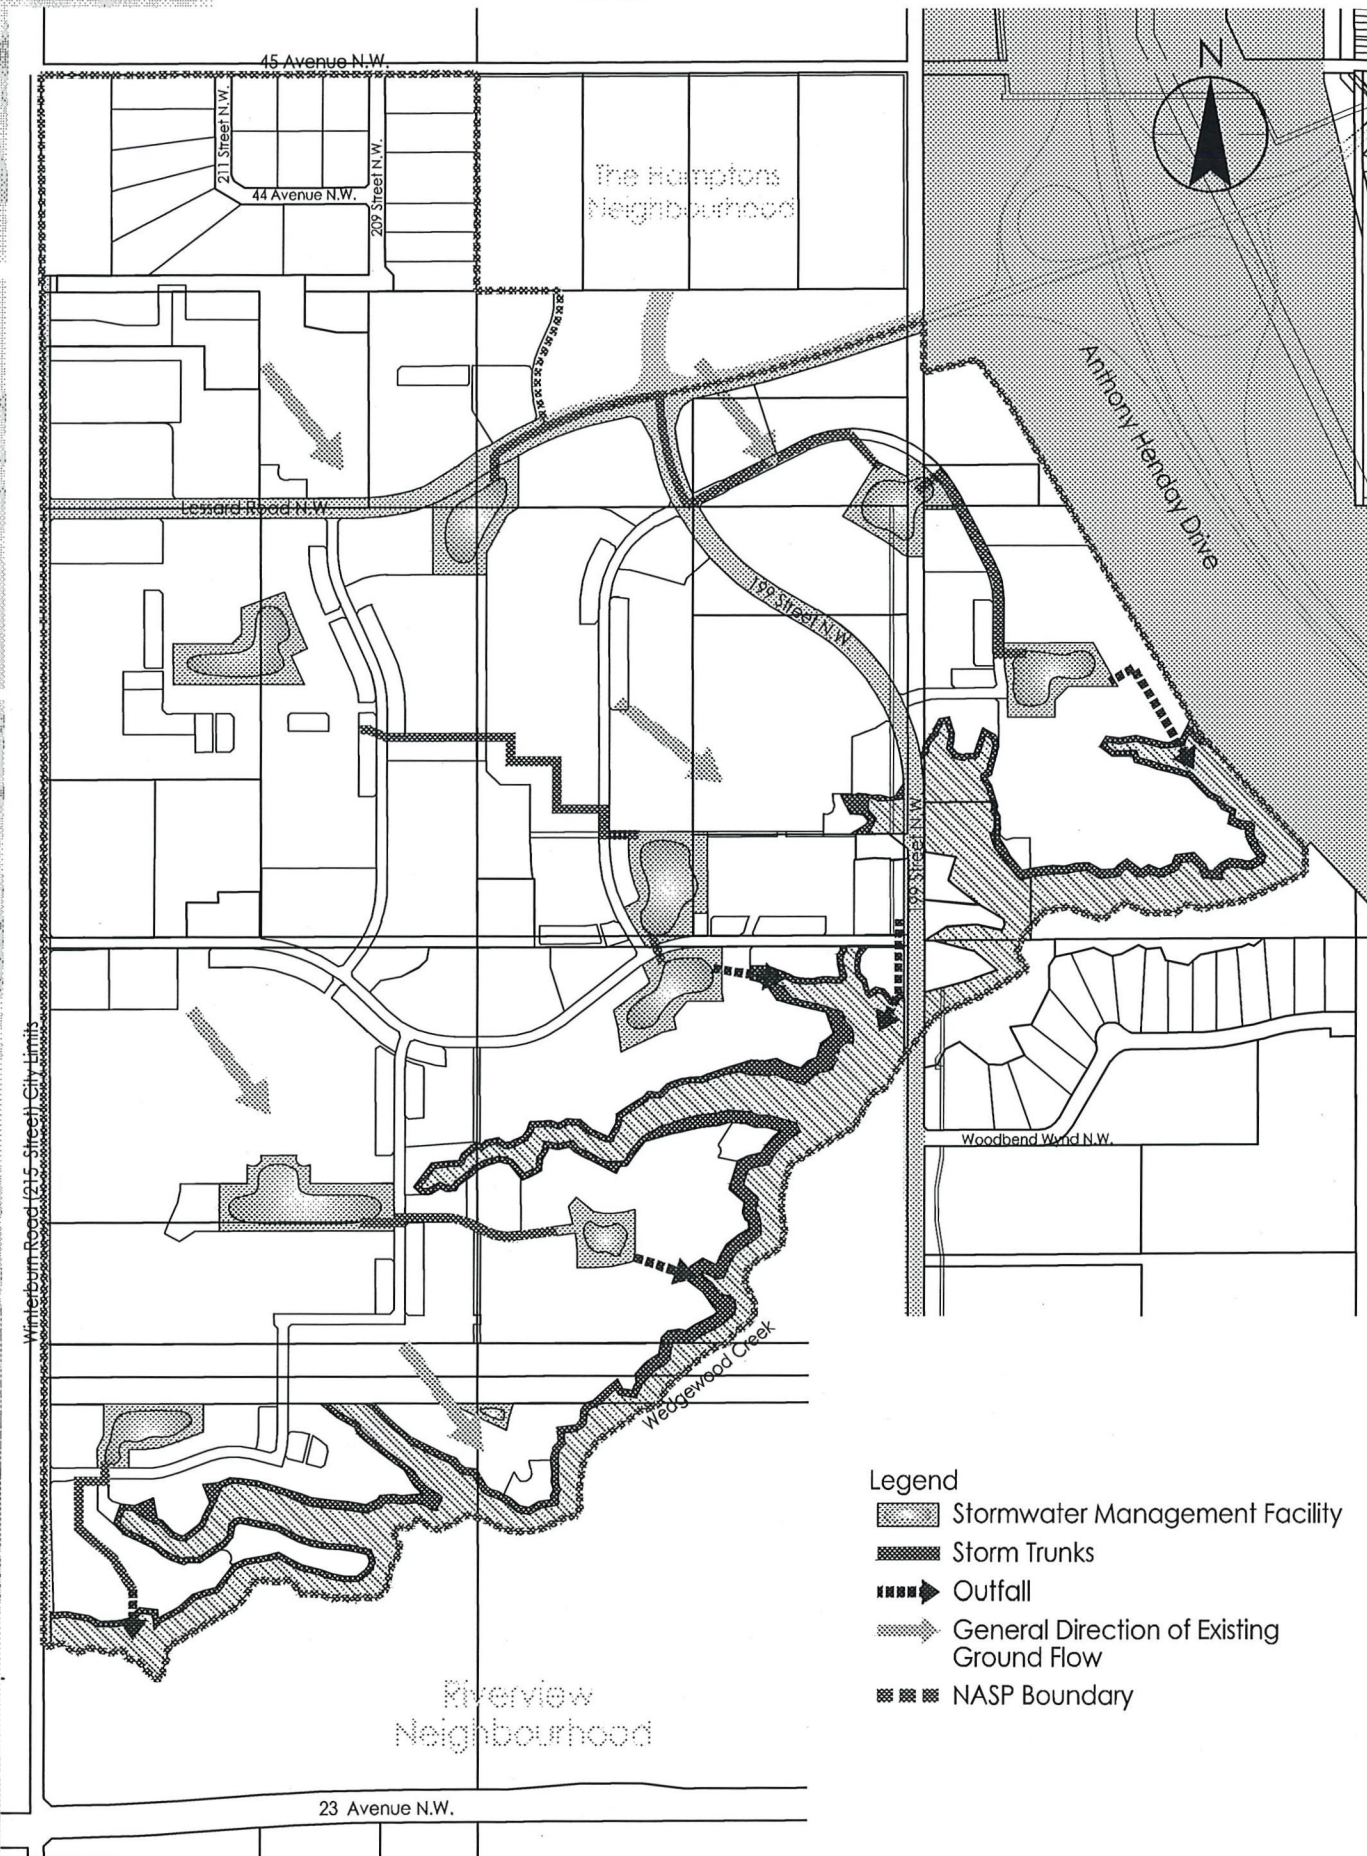 45 Avenue N.W.
N
211 Street N.W.
44 Avenue N.W.
209 Street N.W.
The Hamptons
Neighbourhood
Anthony Henday Drive
Lessard Road N.W.
199 Street N.W.
199 Street N.W.
Winterburn Road (215 Street) City Limits
Woodbend Wynd N.W.
Wedgewood Creek
Legend
Stormwater Management Facility
Storm Trunks
Outfall
General Direction of Existing
Ground Flow
NASP Boundary
Riverview
Neighbourhood
23 Avenue N.W.